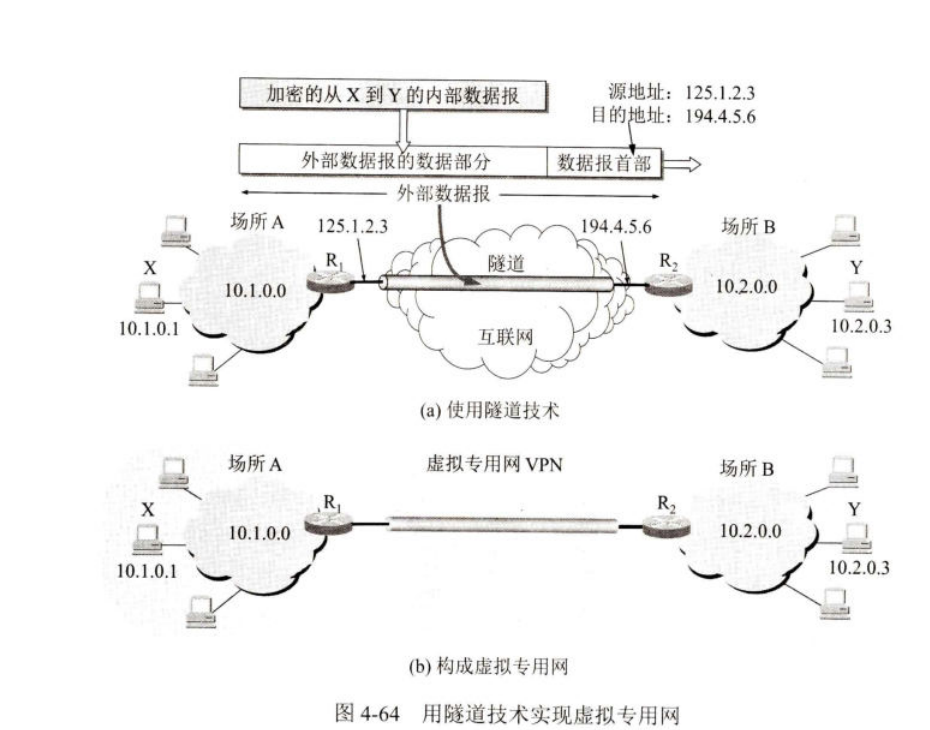 加密的从 X 到 Y 的内部数据报
源地址：125.1.2.3
目的地址：194.4.5.6
外部数据报的数据部分
数据报首部
外部数据报
场所 A
125.1.2.3
194.4.5.6
场所 B
X
R1
隧道
R2
Y
10.1.0.0
10.2.0.0
10.1.0.1
互联网
10.2.0.3
(a) 使用隧道技术
场所 A
虚拟专用网 VPN
场所 B
X
R1
R2
Y
10.1.0.0
10.2.0.0
10.1.0.1
10.2.0.3
(b) 构成虚拟专用网
图 4-64 用隧道技术实现虚拟专用网